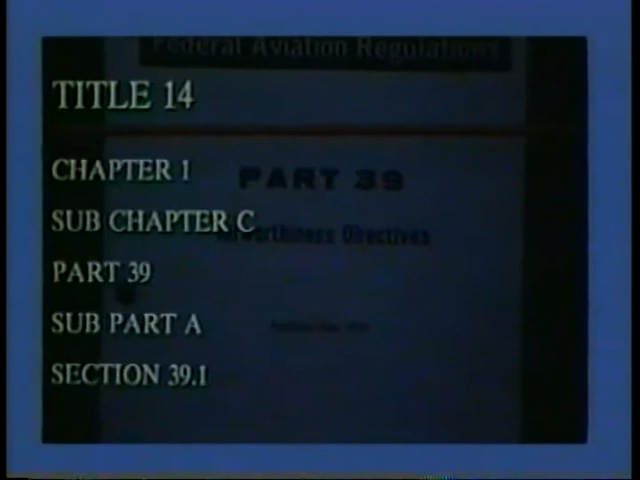 Federal Aviation Regulations
TITLE 14
CHAPTER 1
PART 39
SUB CHAPTER C
Airworthiness Directives
PART 39
SUB PART A
SECTION 39.1